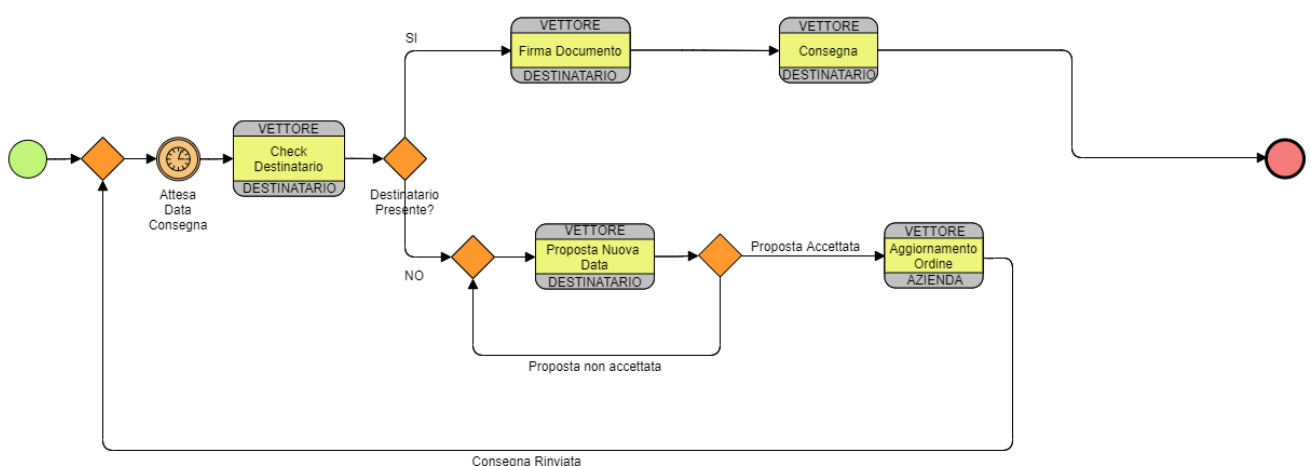 VETTORE
Firma Documento
DESTINATARIO
VETTORE
Consegna
DESTINATARIO
SI
VETTORE
Check
Destinatario
DESTINATARIO
Attesa
Data
Consegna
Destinatario
Presente?
NO
VETTORE
Proposta Nuova
Data
DESTINATARIO
Proposta Accettata
VETTORE
Aggiornamento
Ordine
AZIENDA
Proposta non accettata
Consegna Rinviata